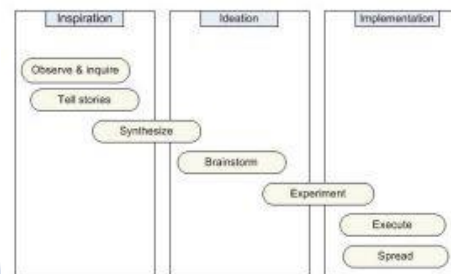 Inspiration
Ideation
Implementation
Observe & inquire
Tell stories
Synthesize
Brainstorm
Experiment
Execute
Spread